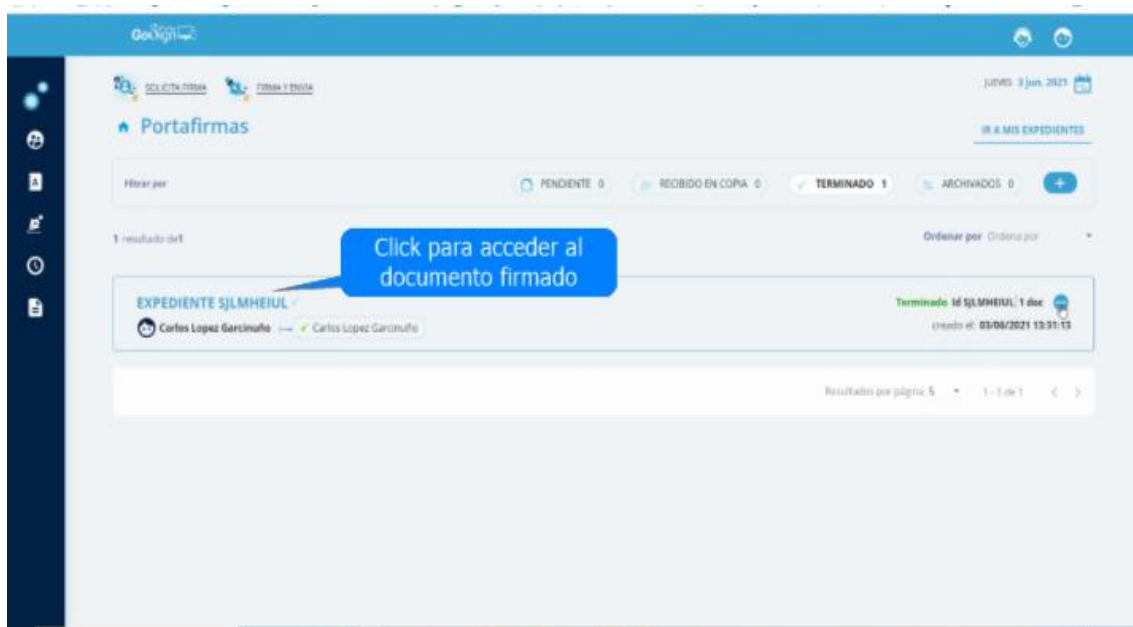 GoSign
SOLICITA FIRMA FIRMA Y ENVIA
JUEVES 3 jun. 2021
Portafirmas
IR A MIS EXPEDIENTES
Filtrar por
PENDIENTE 0 RECIBIDO EN COPIA 0 TERMINADO 1 ARCHIVADOS 0
1 resultado de1
Ordenar por Ordena por
Click para acceder al
documento firmado
EXPEDIENTE SJLMHEIUL
Terminado Id SJLMHEIUL 1 doc
Carlos Lopez Garcinuño Carlos Lopez Garcinuño
creado el: 03/06/2021 13:31:13
Resultados por página: 5 1 - 1 de 1